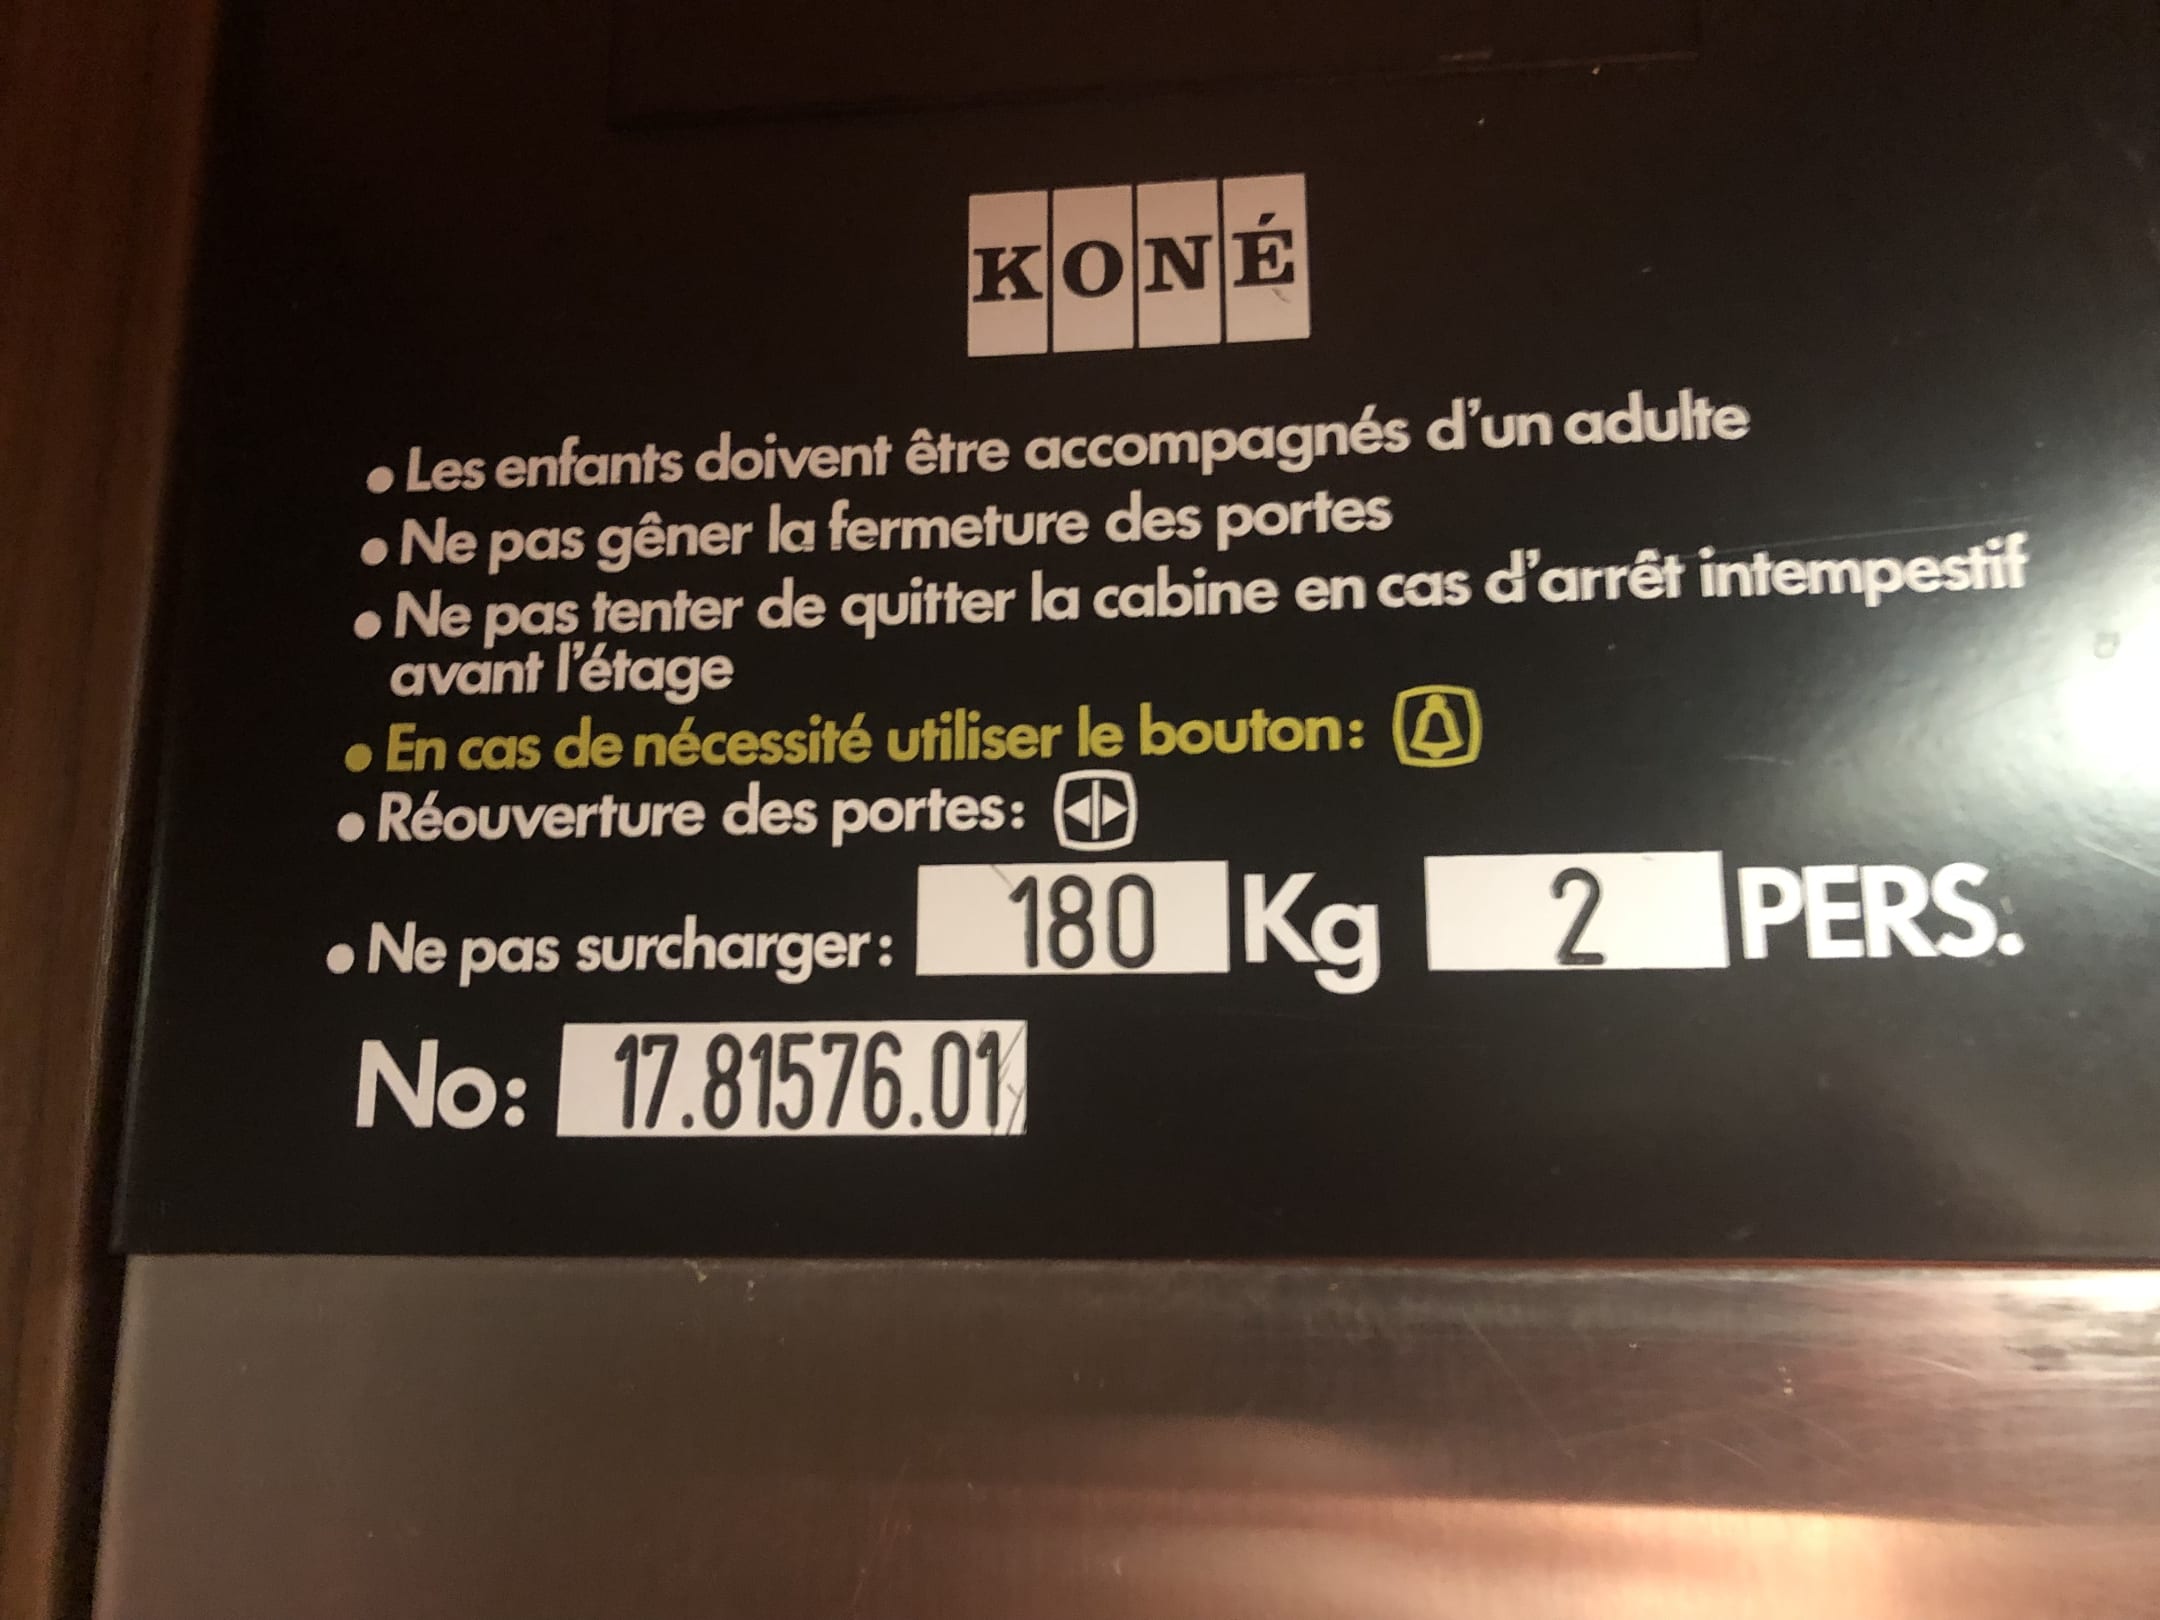 KONÉ
• Les enfants doivent être accompagnés d'un adulte
• Ne pas gêner la fermeture des portes
• Ne pas tenter de quitter la cabine en cas d'arrêt intempestif
avant l'étage
• En cas de nécessité utiliser le bouton:
• Réouverture des portes:
• Ne pas surcharger: 180 Kg 2 PERS.
No: 17.81576.01